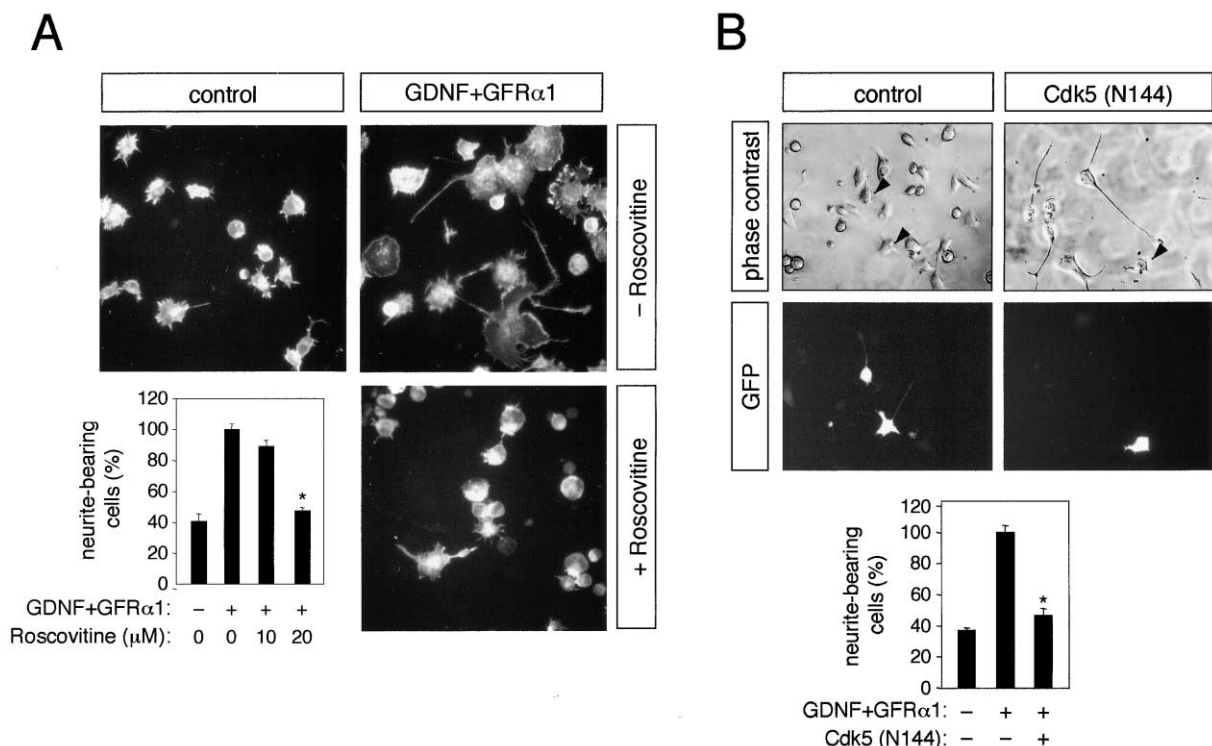 A
control
GDNF+GFRα1
– Roscovitine
+ Roscovitine
neurite-bearing
cells (%)
120
100
80
60
40
20
0
*
GDNF+GFRα1: – + + +
Roscovitine (μM): 0 0 10 20
B
control
Cdk5 (N144)
phase contrast
GFP
neurite-bearing
cells (%)
120
100
80
60
40
20
0
*
GDNF+GFRα1: – + +
Cdk5 (N144) – – +